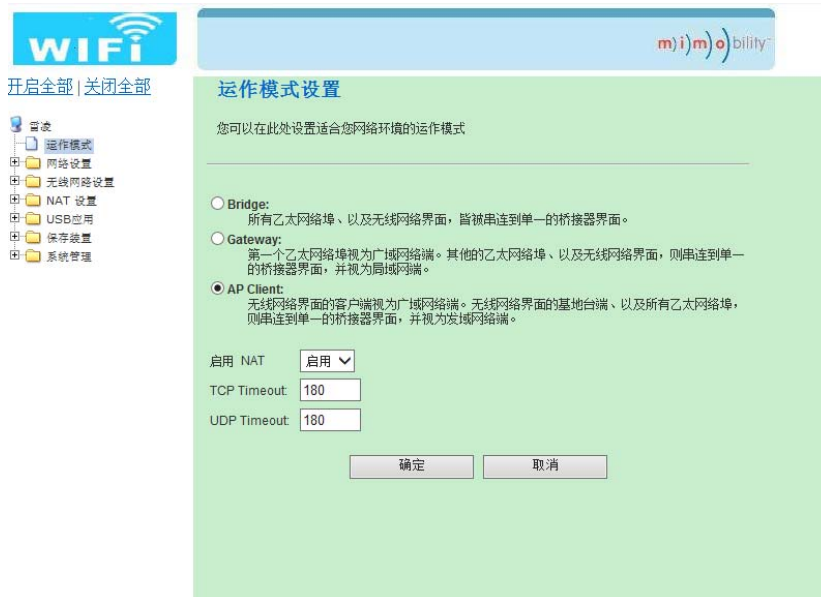 WIFi
m)i)m)o)bility
开启全部 | 关闭全部
雷凌
运作模式
网络设置
无线网络设置
NAT 设置
USB应用
保存装置
系统管理
运作模式设置
您可以在此处设置适合您网络环境的运作模式
Bridge:
所有乙太网络埠、以及无线网络界面，皆被串连到单一的桥接器界面。
Gateway:
第一个乙太网络埠视为广域网络端。其他的乙太网络埠、以及无线网络界面，则串连到单一
的桥接器界面，并视为局域网端。
AP Client:
无线网络界面的客户端视为广域网络端。无线网络界面的基地台端、以及所有乙太网络埠，
则串连到单一的桥接器界面，并视为发域网络端。
启用 NAT 启用
TCP Timeout: 180
UDP Timeout: 180
确定 取消